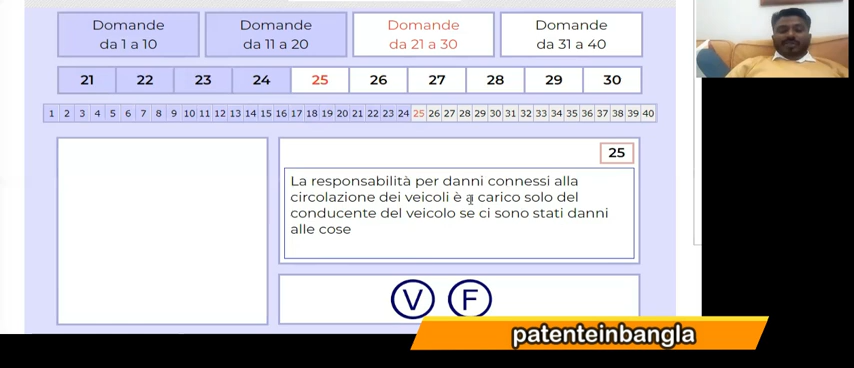 Domande
da 1 a 10
Domande
da 11 a 20
Domande
da 21 a 30
Domande
da 31 a 40
21 22 23 24 25 26 27 28 29 30
1 2 3 4 5 6 7 8 9 10 11 12 13 14 15 16 17 18 19 20 21 22 23 24 25 26 27 28 29 30 31 32 33 34 35 36 37 38 39 40
25
La responsabilità per danni connessi alla
circolazione dei veicoli è a carico solo del
conducente del veicolo se ci sono stati danni
alle cose
V F
patenteinbangla